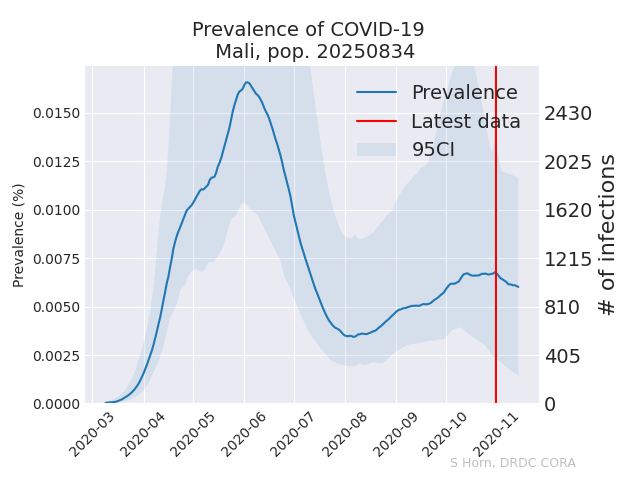 Prevalence of COVID-19
Mali, pop. 20250834
Prevalence
Latest data
95CI
Prevalence (%)
0.0150
0.0125
0.0100
0.0075
0.0050
0.0025
0.0000
2430
2025
1620
1215
810
405
0
# of infections
2020-03
2020-04
2020-05
2020-06
2020-07
2020-08
2020-09
2020-10
2020-11
S Horn, DRDC CORA